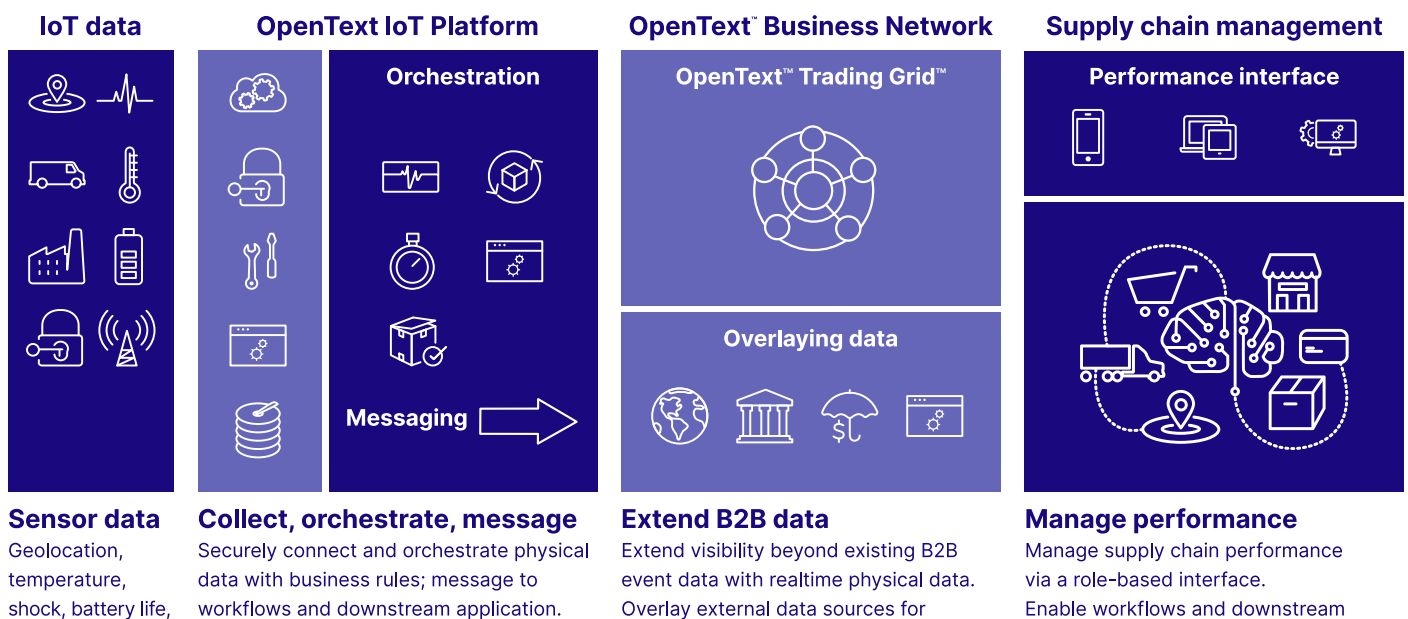 IoT data
Sensor data
Geolocation,
temperature,
shock, battery life,
OpenText IoT Platform
Orchestration
Messaging
Collect, orchestrate, message
Securely connect and orchestrate physical
data with business rules; message to
workflows and downstream application.
OpenText™ Business Network
OpenText™ Trading Grid™
Overlaying data
$
Extend B2B data
Extend visibility beyond existing B2B
event data with realtime physical data.
Overlay external data sources for
Supply chain management
Performance interface
Manage performance
Manage supply chain performance
via a role-based interface.
Enable workflows and downstream